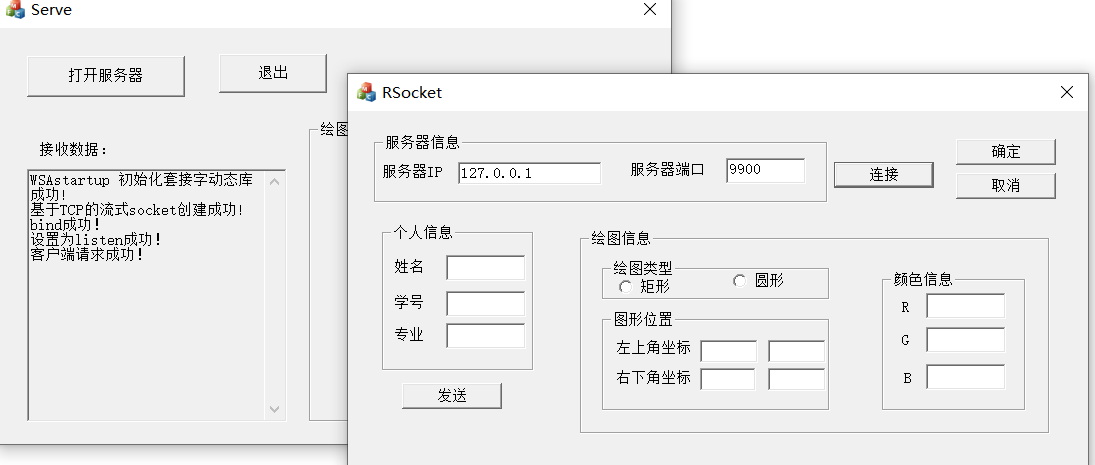 Serve
打开服务器
退出
接收数据：
WSAstartup 初始化套接字动态库
成功!
基于TCP的流式socket创建成功!
bind成功!
设置为listen成功!
客户端请求成功!
绘图
RSocket
服务器信息
服务器IP 127.0.0.1 服务器端口 9900
连接
确定
取消
个人信息
姓名
学号
专业
发送
绘图信息
绘图类型
矩形 圆形
图形位置
左上角坐标
右下角坐标
颜色信息
R
G
B